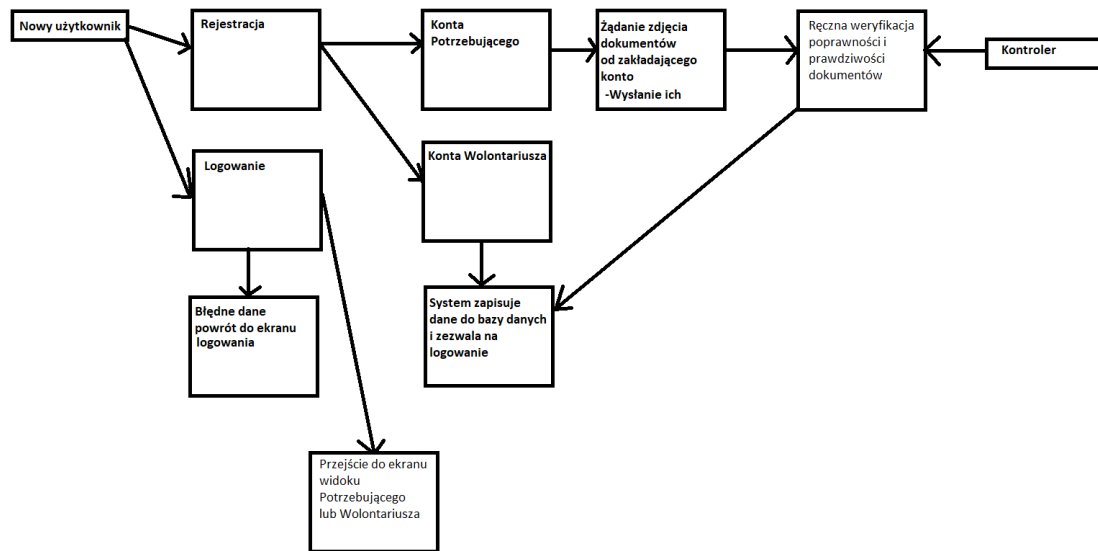 Nowy użytkownik
Rejestracja
Konta
Potrzebującego
Żądanie zdjęcia
dokumentów
od zakładającego
konto
-Wysłanie ich
Ręczna weryfikacja
poprawności i
prawdziwości
dokumentów
Kontroler
Logowanie
Konta Wolontariusza
Błędne dane
powrót do ekranu
logowania
System zapisuje
dane do bazy danych
i zezwala na
logowanie
Przejście do ekranu
widoku
Potrzebującego
lub Wolontariusza